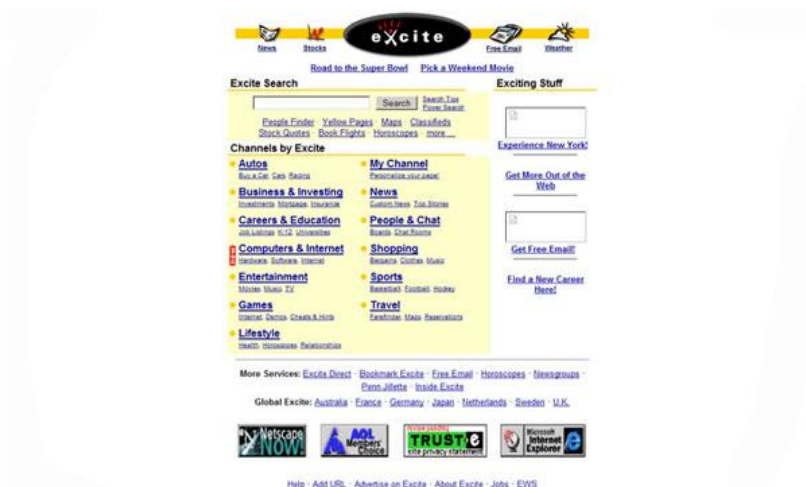 excite
News Stocks Free Email Weather
Road to the Super Bowl Pick a Weekend Movie
Excite Search
Search Search Tips
Power Search
People Finder · Yellow Pages · Maps · Classifieds
Stock Quotes · Book Flights · Horoscopes · more ...
Channels by Excite
Autos
Buy a Car, Cars, Racing
Business & Investing
Investments, Mortgage, Insurance
Careers & Education
Job Listings, K-12, Universities
NEW
Computers & Internet
Hardware, Software, Internet
Entertainment
Movies, Music, TV
Games
Internet, Demos, Cheats & Hints
Lifestyle
Health, Horoscopes, Relationships
My Channel
Personalize your page!
News
Custom News, Top Stories
People & Chat
Boards, Chat Rooms
Shopping
Bargains, Clothes, Music
Sports
Basketball, Football, Hockey
Travel
Farefinder, Maps, Reservations
Exciting Stuff
Experience New York!
Get More Out of the
Web
Get Free Email!
Find a New Career
Here!
More Services: Excite Direct · Bookmark Excite · Free Email · Horoscopes · Newsgroups ·
Penn Jillette · Inside Excite
Global Excite: Australia · France · Germany · Japan · Netherlands · Sweden · U.K.
Netscape
Now!
AOL
Members'
Choice
review pending
TRUSTe
site privacy statement
Microsoft
Internet
Explorer
Help · Add URL · Advertise on Excite · About Excite · Jobs · EWS